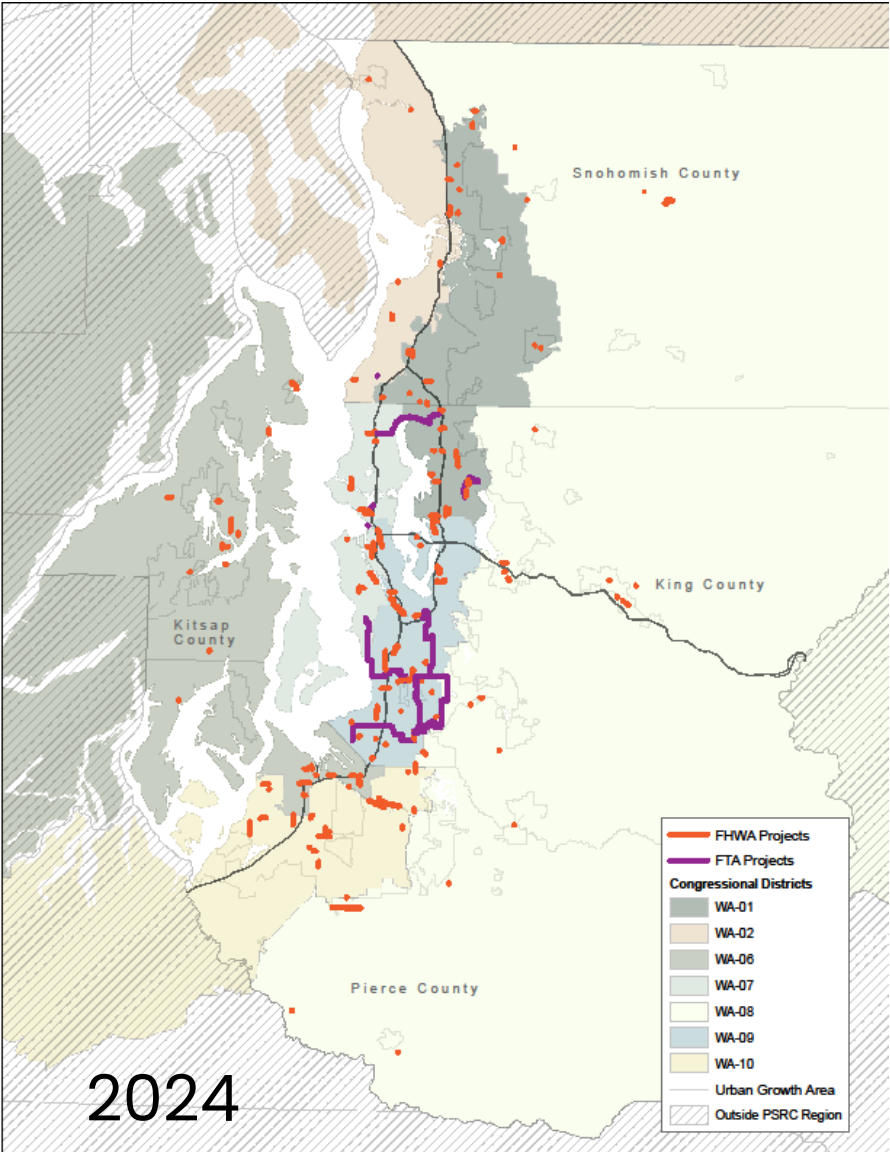 Snohomish County
King County
Kitsap
County
Pierce County
2024
FHWA Projects
FTA Projects
Congressional Districts
WA-01
WA-02
WA-06
WA-07
WA-08
WA-09
WA-10
Urban Growth Area
Outside PSRC Region